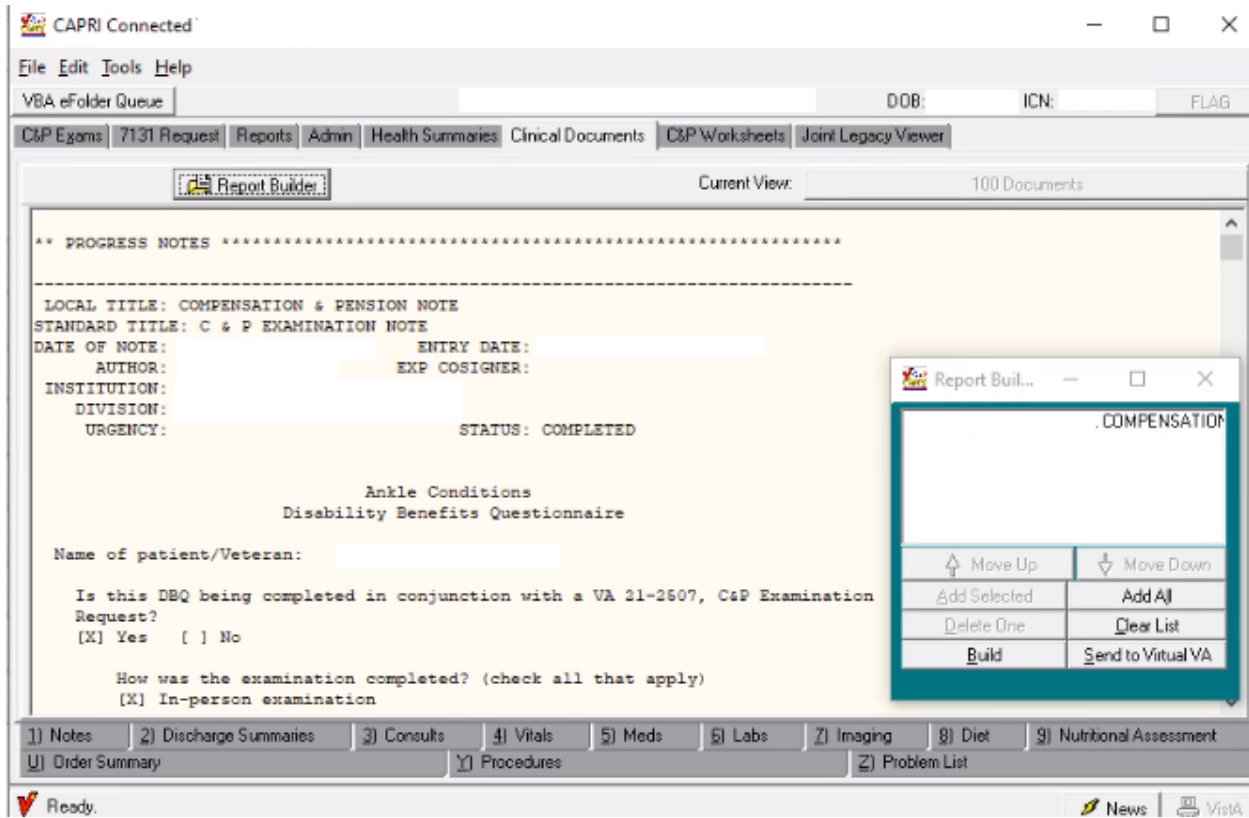 CAPRI Connected
File Edit Tools Help
VBA eFolder Queue DOB: ICN: FLAG
C&P Exams 7131 Request Reports Admin Health Summaries Clinical Documents C&P Worksheets Joint Legacy Viewer
Report Builder Current View: 100 Documents
** PROGRESS NOTES ************************************************************
-------------------------------------------------------------------------------
LOCAL TITLE: COMPENSATION & PENSION NOTE
STANDARD TITLE: C & P EXAMINATION NOTE
DATE OF NOTE: ENTRY DATE:
AUTHOR: EXP COSIGNER:
INSTITUTION:
DIVISION:
URGENCY: STATUS: COMPLETED
Ankle Conditions
Disability Benefits Questionnaire
Name of patient/Veteran:
Is this DBQ being completed in conjunction with a VA 21-2507, C&P Examination
Request?
[X] Yes [ ] No
How was the examination completed? (check all that apply)
[X] In-person examination
Report Buil...
. COMPENSATION
Move Up Move Down
Add Selected Add All
Delete One Clear List
Build Send to Virtual VA
1) Notes 2) Discharge Summaries 3) Consults 4) Vitals 5) Meds 6) Labs 7) Imaging 8) Diet 9) Nutritional Assessment
U) Order Summary Y) Procedures Z) Problem List
Ready. News VistA